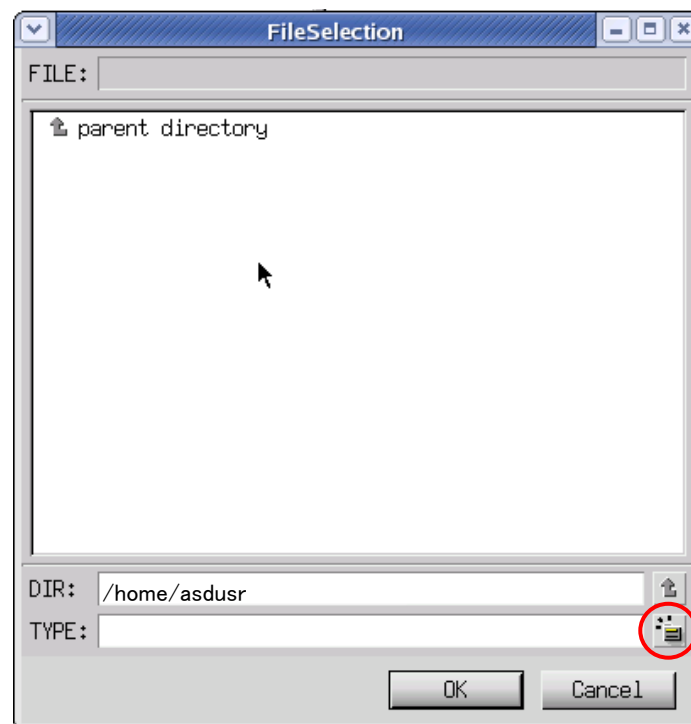 FileSelection
FILE:
parent directory
DIR: /home/asdusr
TYPE:
OK Cancel